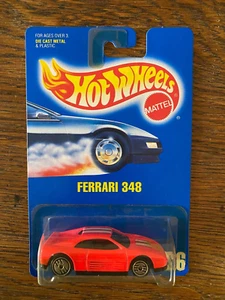 FOR AGES OVER 3
DIE CAST METAL
& PLASTIC
Hot Wheels
MATTEL
®
FERRARI 348